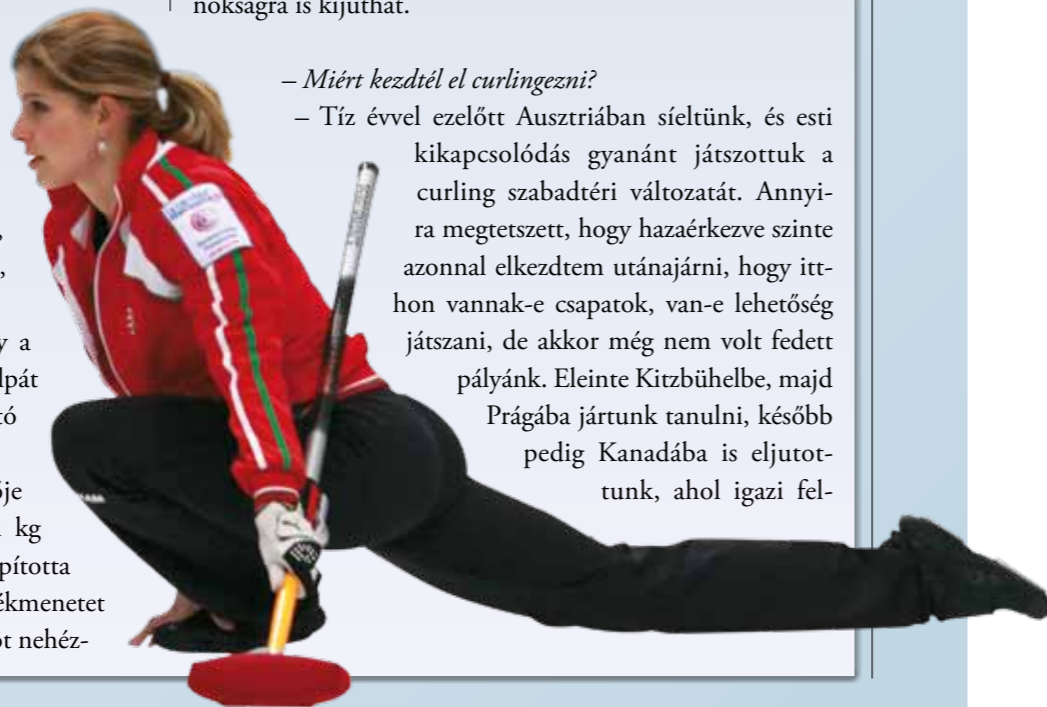 y a
lpát
tó
kg
pította
ékmenetet
nehéz-
nokságra is kijuthat.
– Miért kezdtél el curlingezni?
– Tíz évvel ezelőtt Ausztriában síeltünk, és esti
kikapcsolódás gyanánt játszottuk a
curling szabadtéri változatát. Annyi-
ra megtetszett, hogy hazaérkezve szinte
azonnal elkezdtem utánajárni, hogy itt-
hon vannak-e csapatok, van-e lehetőség
játszani, de akkor még nem volt fedett
pályánk. Eleinte Kitzbühelbe, majd
Prágába jártunk tanulni, később
pedig Kanadába is eljutot-
tunk, ahol igazi fel-